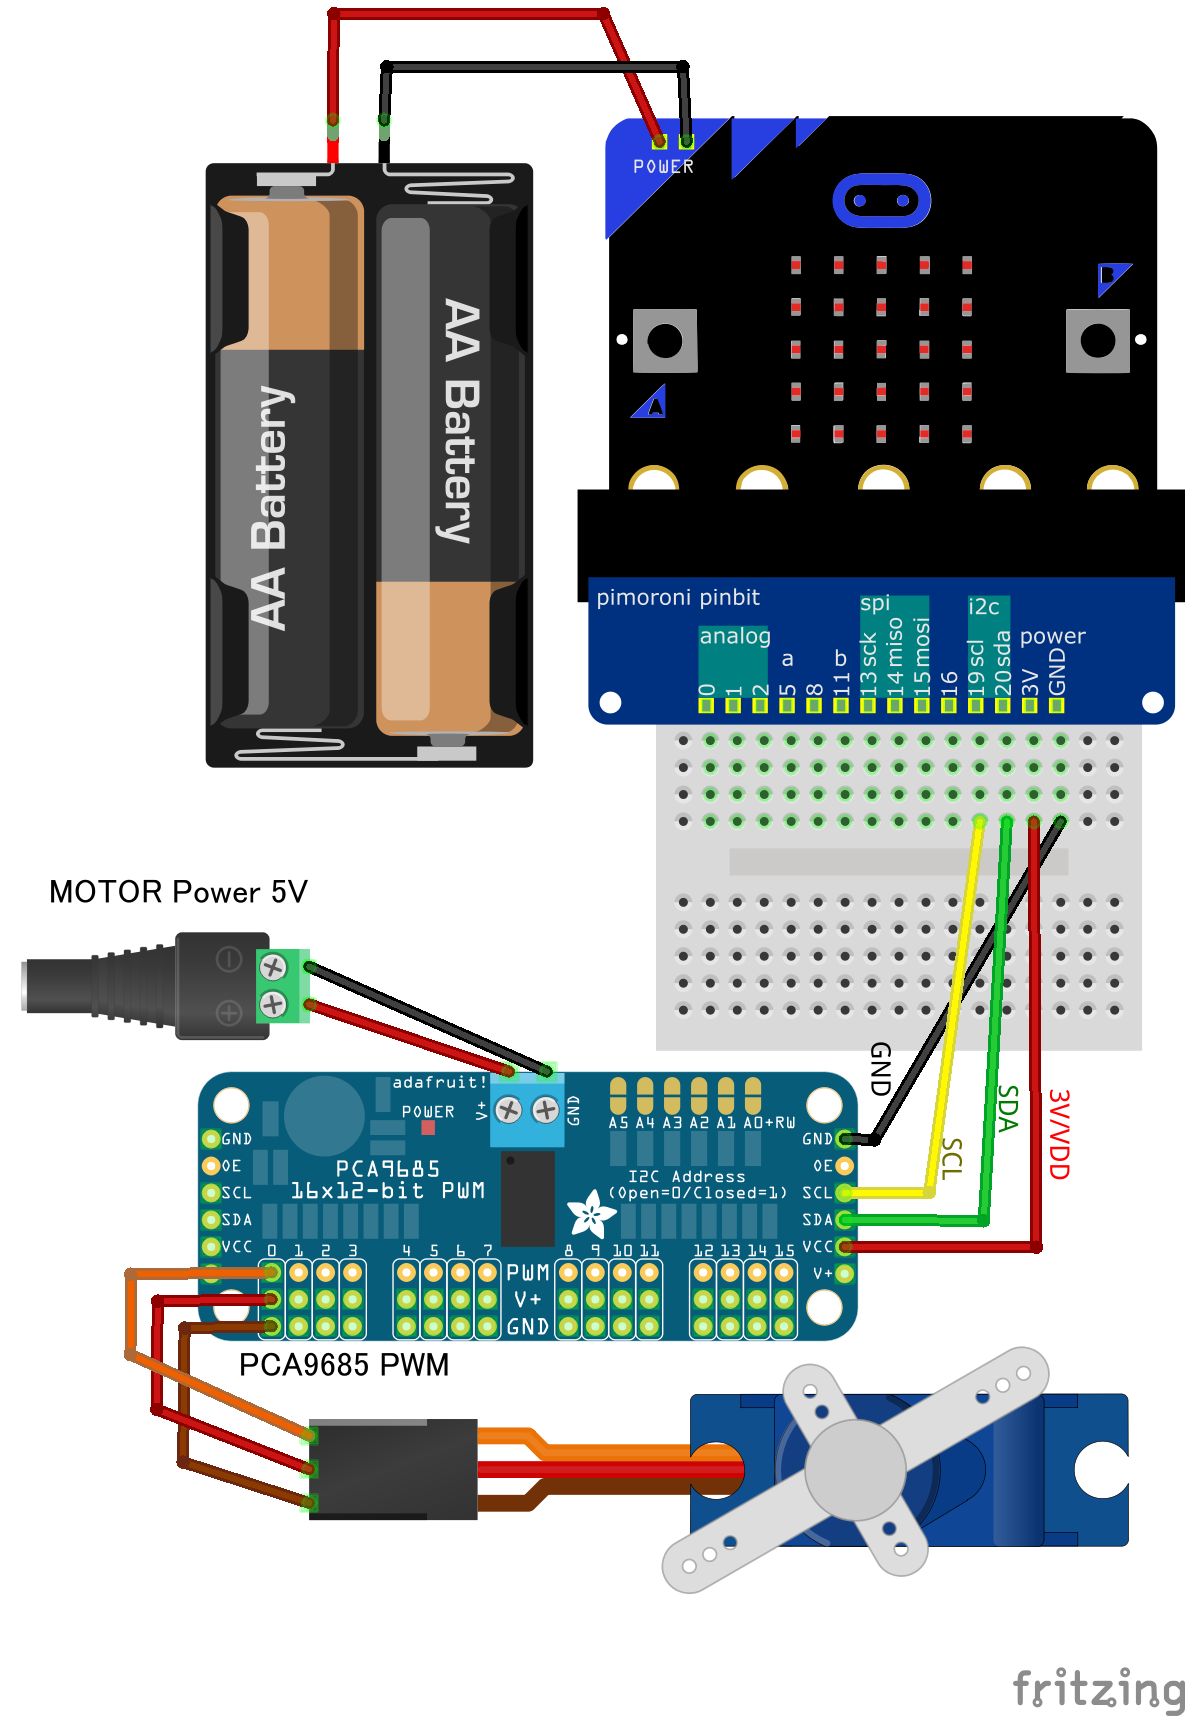 POWER
B
A
AA Battery
AA Battery
pimoroni pinbit
analog
a
b
spi
i2c
power
0
1
2
5
8
11
13 sck
14 miso
15 mosi
16
19 scl
20 sda
3V
GND
MOTOR Power 5V
GND
SCL
SDA
3V/VDD
adafruit!
POWER
V+
GND
A5 A4 A3 A2 A1 A0+RW
I2C Address
(Open=0/Closed=1)
PCA9685
16x12-bit PWM
GND
OE
SCL
SDA
VCC
GND
OE
SCL
SDA
VCC
V+
0 1 2 3 4 5 6 7 8 9 10 11 12 13 14 15
PWM
V+
GND
PCA9685 PWM
fritzing